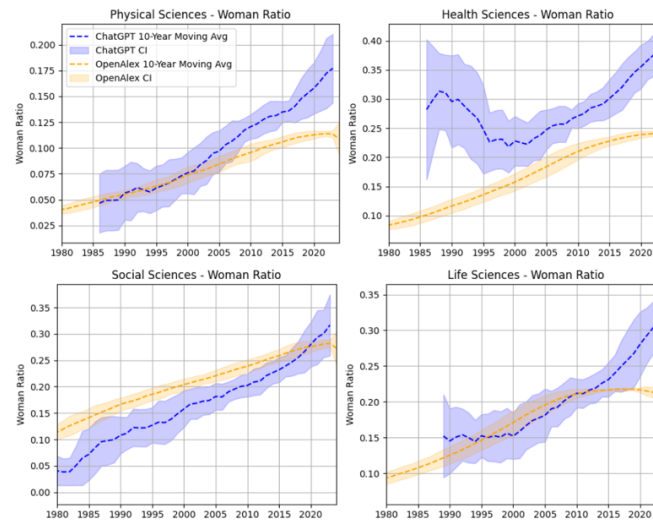 Physical Sciences - Woman Ratio
ChatGPT 10-Year Moving Avg
ChatGPT CI
OpenAlex 10-Year Moving Avg
OpenAlex CI
Woman Ratio
0.200
0.175
0.150
0.125
0.100
0.075
0.050
0.025
1980 1985 1990 1995 2000 2005 2010 2015 2020
Health Sciences - Woman Ratio
Woman Ratio
0.40
0.35
0.30
0.25
0.20
0.15
0.10
1980 1985 1990 1995 2000 2005 2010 2015 2020
Social Sciences - Woman Ratio
Woman Ratio
0.35
0.30
0.25
0.20
0.15
0.10
0.05
0.00
1980 1985 1990 1995 2000 2005 2010 2015 2020
Life Sciences - Woman Ratio
Woman Ratio
0.35
0.30
0.25
0.20
0.15
0.10
1980 1985 1990 1995 2000 2005 2010 2015 2020